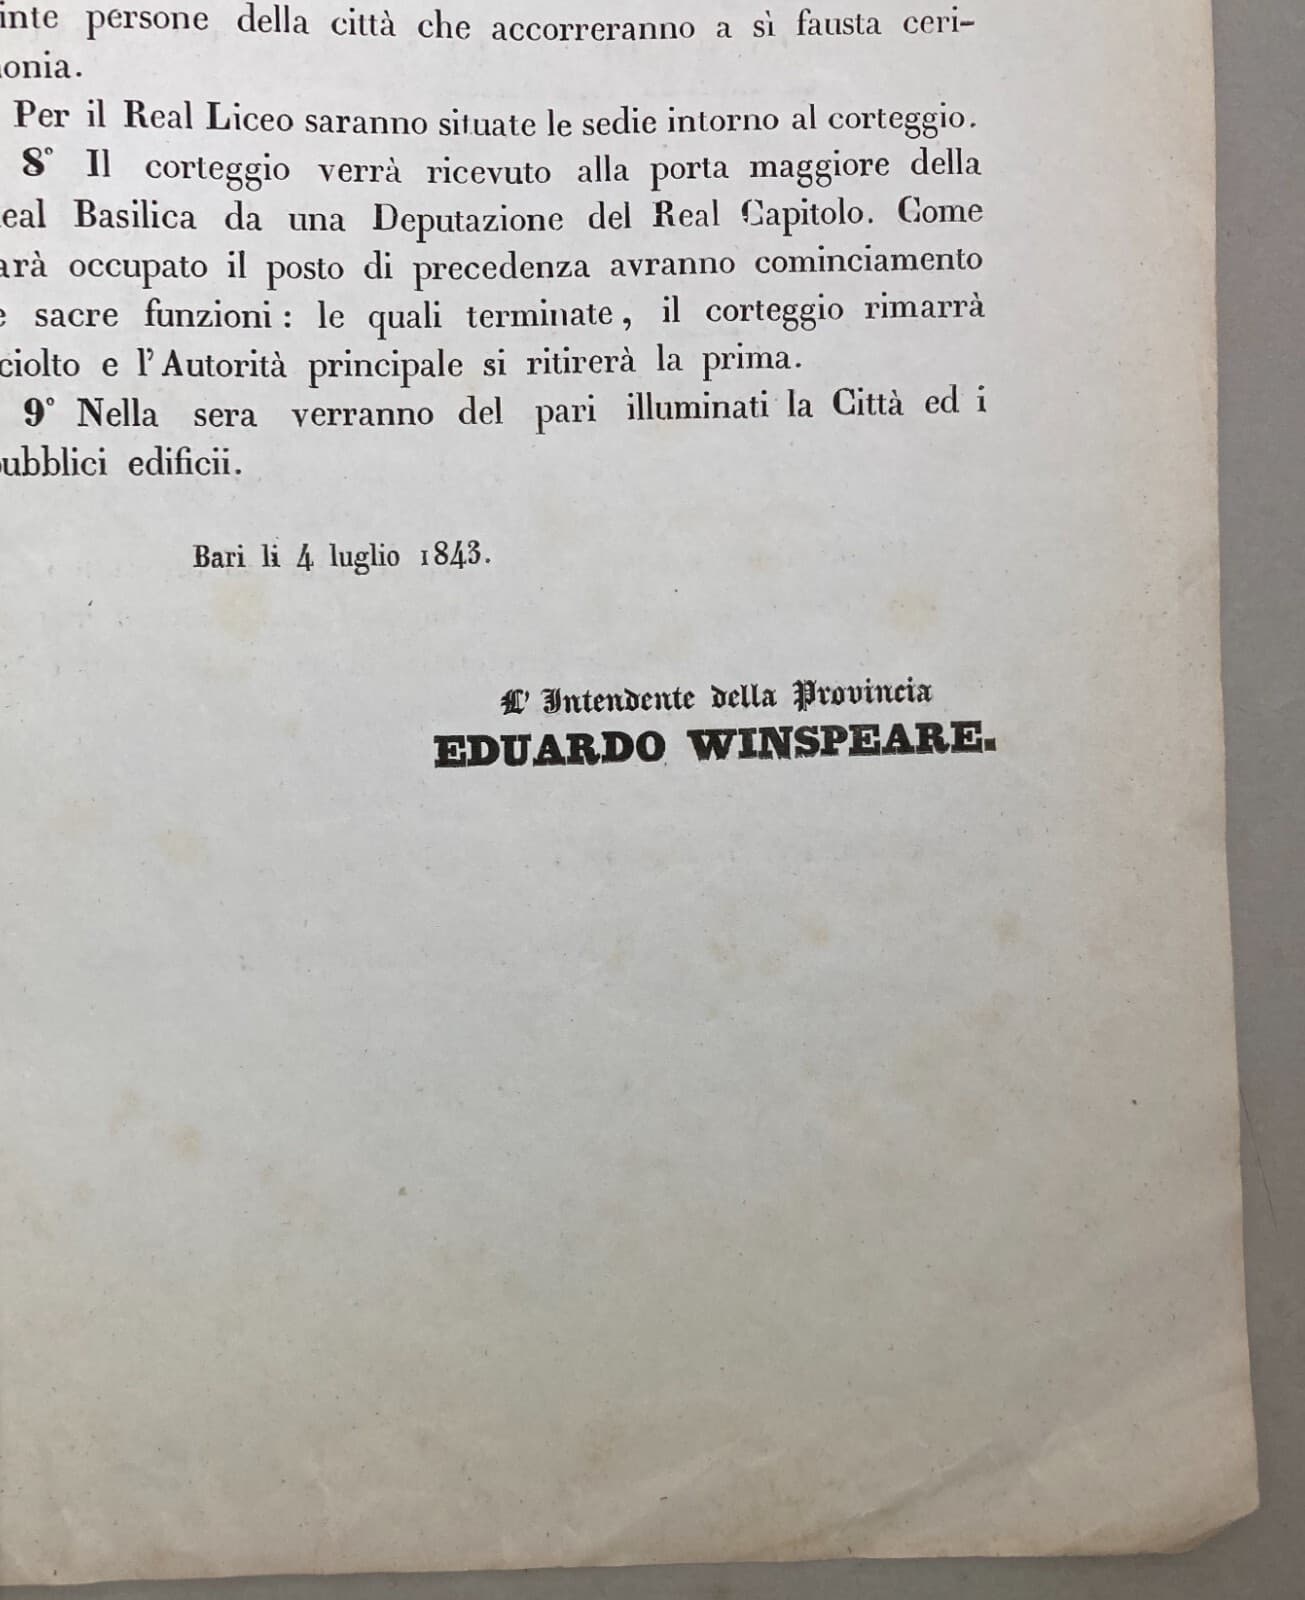 inte persone della città che accorreranno a sì fausta ceri-
onia.
Per il Real Liceo saranno situate le sedie intorno al corteggio.
8° Il corteggio verrà ricevuto alla porta maggiore della
eal Basilica da una Deputazione del Real Capitolo. Come
arà occupato il posto di precedenza avranno cominciamento
e sacre funzioni : le quali terminate , il corteggio rimarrà
ciolto e l' Autorità principale si ritirerà la prima.
9° Nella sera verranno del pari illuminati la Città ed i
ubblici edificii.
Bari li 4 luglio 1843.
L' Intendente della Provincia
EDUARDO WINSPEARE.